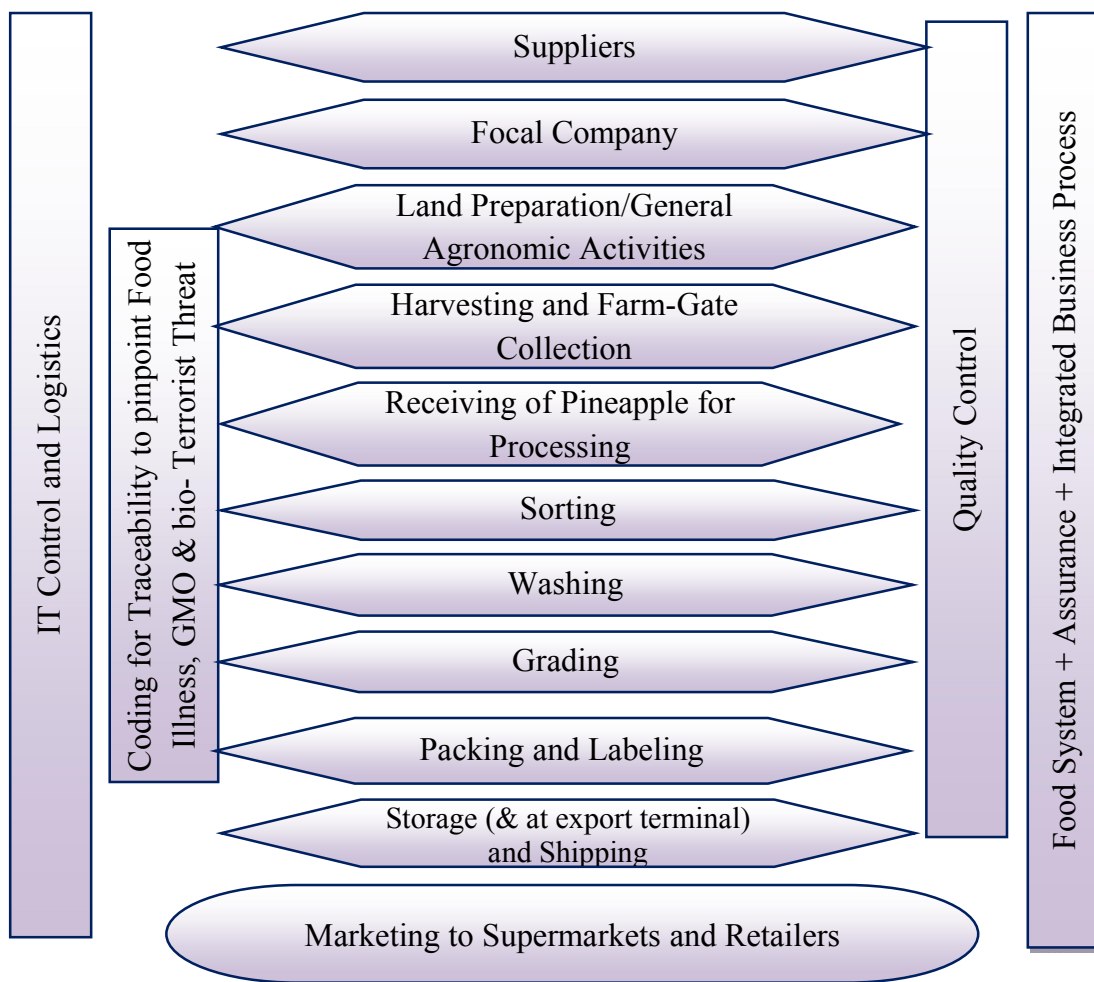 IT Control and Logistics
Coding for Traceability to pinpoint Food
Illness, GMO & bio- Terrorist Threat
Suppliers
Focal Company
Land Preparation/General
Agronomic Activities
Harvesting and Farm-Gate
Collection
Receiving of Pineapple for
Processing
Sorting
Washing
Grading
Packing and Labeling
Storage (& at export terminal)
and Shipping
Marketing to Supermarkets and Retailers
Quality Control
Food System + Assurance + Integrated Business Process